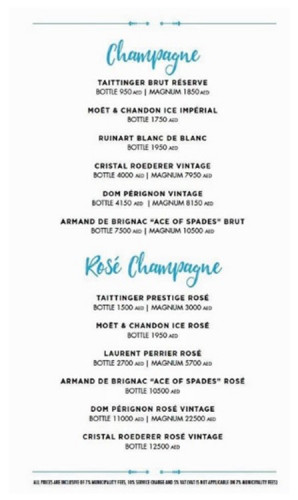 Champagne
TAITTINGER BRUT RÉSERVE
BOTTLE 950 AED | MAGNUM 1850 AED
MOËT & CHANDON ICE IMPÉRIAL
BOTTLE 1750 AED
RUINART BLANC DE BLANC
BOTTLE 1950 AED
CRISTAL ROEDERER VINTAGE
BOTTLE 4000 AED | MAGNUM 7950 AED
DOM PÉRIGNON VINTAGE
BOTTLE 4150 AED | MAGNUM 8150 AED
ARMAND DE BRIGNAC "ACE OF SPADES" BRUT
BOTTLE 7500 AED | MAGNUM 10500 AED
Rosé Champagne
TAITTINGER PRESTIGE ROSÉ
BOTTLE 1500 AED | MAGNUM 3000 AED
MOËT & CHANDON ICE ROSÉ
BOTTLE 1950 AED
LAURENT PERRIER ROSÉ
BOTTLE 2700 AED | MAGNUM 5700 AED
ARMAND DE BRIGNAC "ACE OF SPADES" ROSÉ
BOTTLE 10500 AED
DOM PÉRIGNON ROSÉ VINTAGE
BOTTLE 11000 AED | MAGNUM 22500 AED
CRISTAL ROEDERER ROSÉ VINTAGE
BOTTLE 12500 AED
ALL PRICES ARE INCLUSIVE OF 7% MUNICIPALITY FEES, 10% SERVICE CHARGE AND 5% VAT (VAT IS NOT APPLICABLE ON 7% MUNICIPALITY FEES)